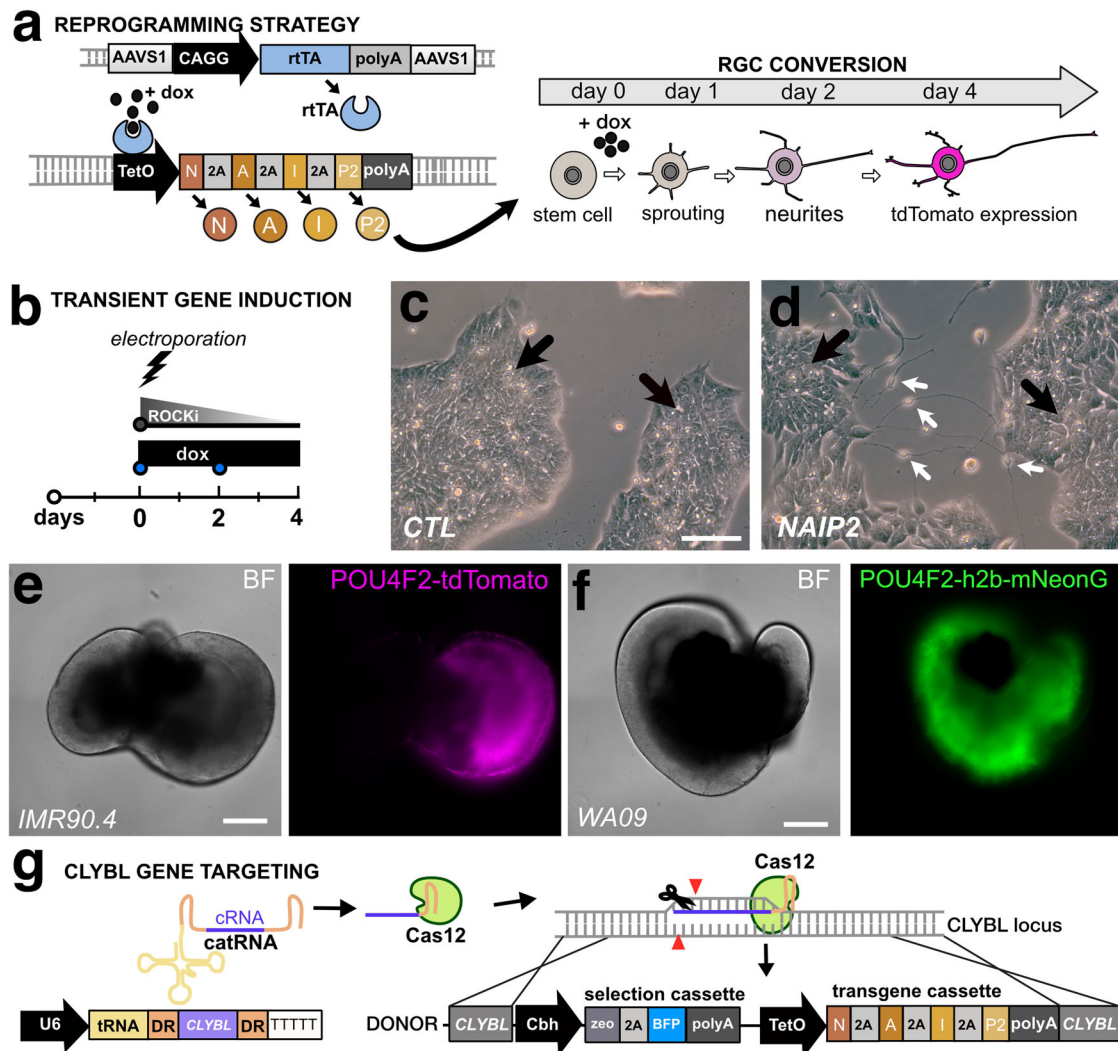 a REPROGRAMMING STRATEGY
AAVS1 CAGG rtTA polyA AAVS1
+ dox
rtTA
TetO N 2A A 2A I 2A P2 polyA
N A I P2
RGC CONVERSION
day 0 day 1 day 2 day 4
+ dox
stem cell sprouting neurites tdTomato expression
b TRANSIENT GENE INDUCTION
electroporation
ROCKi
dox
days 0 2 4
c
CTL
d
NAIP2
e BF
IMR90.4
POU4F2-tdTomato
f BF
WA09
POU4F2-h2b-mNeonG
g CLYBL GENE TARGETING
cRNA
catRNA
Cas12
Cas12
CLYBL locus
U6 tRNA DR CLYBL DR TTTTT
selection cassette transgene cassette
DONOR CLYBL Cbh zeo 2A BFP polyA TetO N 2A A 2A I 2A P2 polyA CLYBL